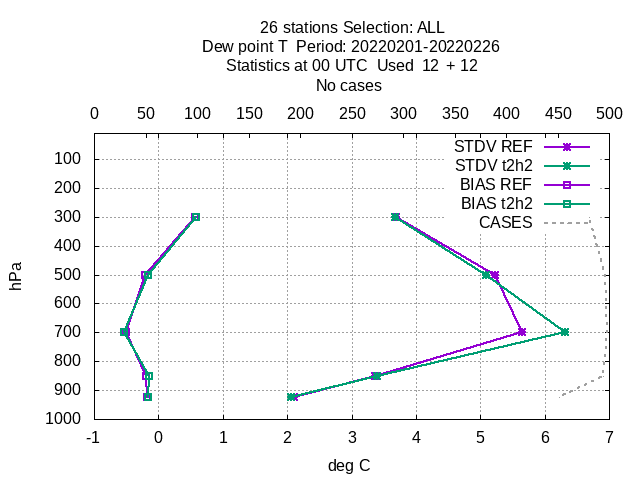 26 stations Selection: ALL
Dew point T  Period: 20220201-20220226
Statistics at 00 UTC  Used  12 + 12
No cases
0 50 100 150 200 250 300 350 400 450 500
STDV REF
STDV t2h2
BIAS REF
BIAS t2h2
CASES
100
200
300
400
500
600
700
800
900
1000
hPa
-1 0 1 2 3 4 5 6 7
deg C